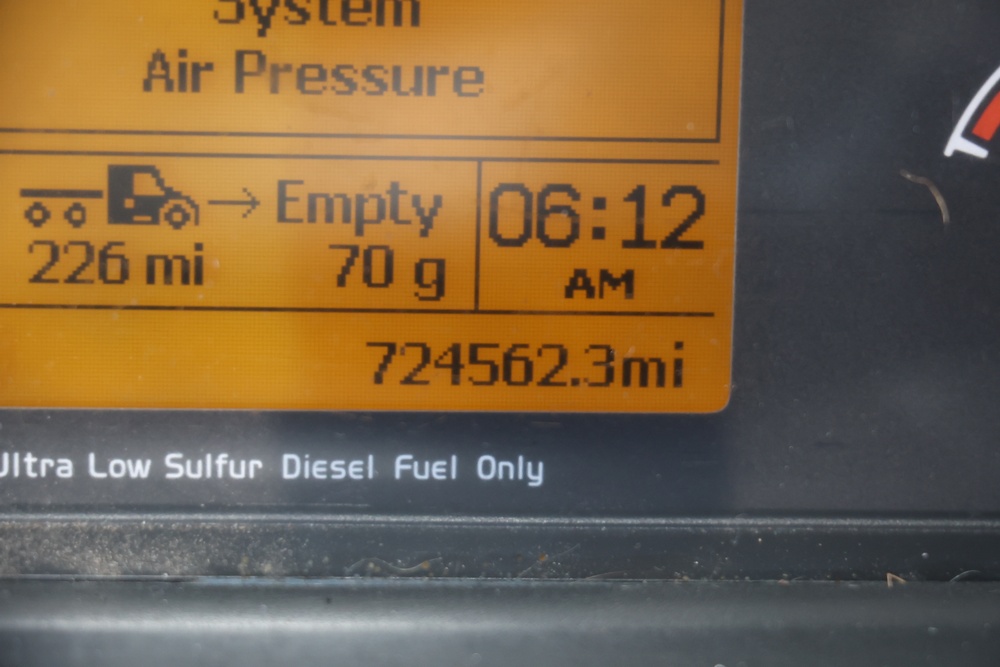 System
Air Pressure
Empty
226 mi 70 g
06:12
AM
724562.3mi
Ultra Low Sulfur Diesel Fuel Only